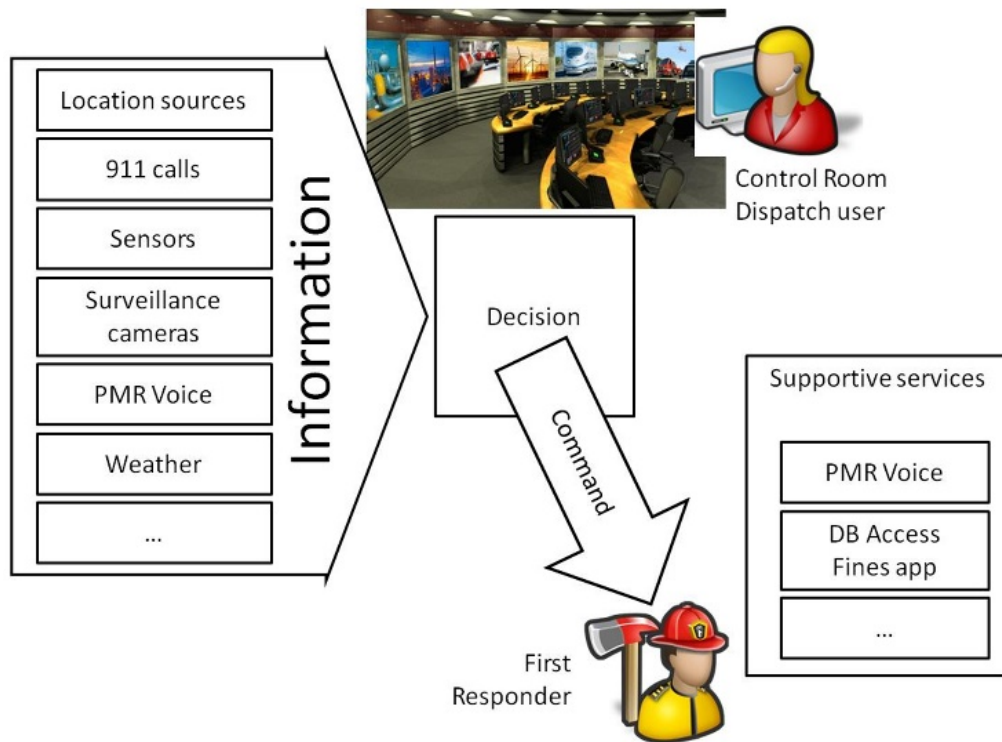 Location sources
911 calls
Sensors
Surveillance
cameras
PMR Voice
Weather
...
Information
Control Room
Dispatch user
Decision
Command
First
Responder
Supportive services
PMR Voice
DB Access
Fines app
...